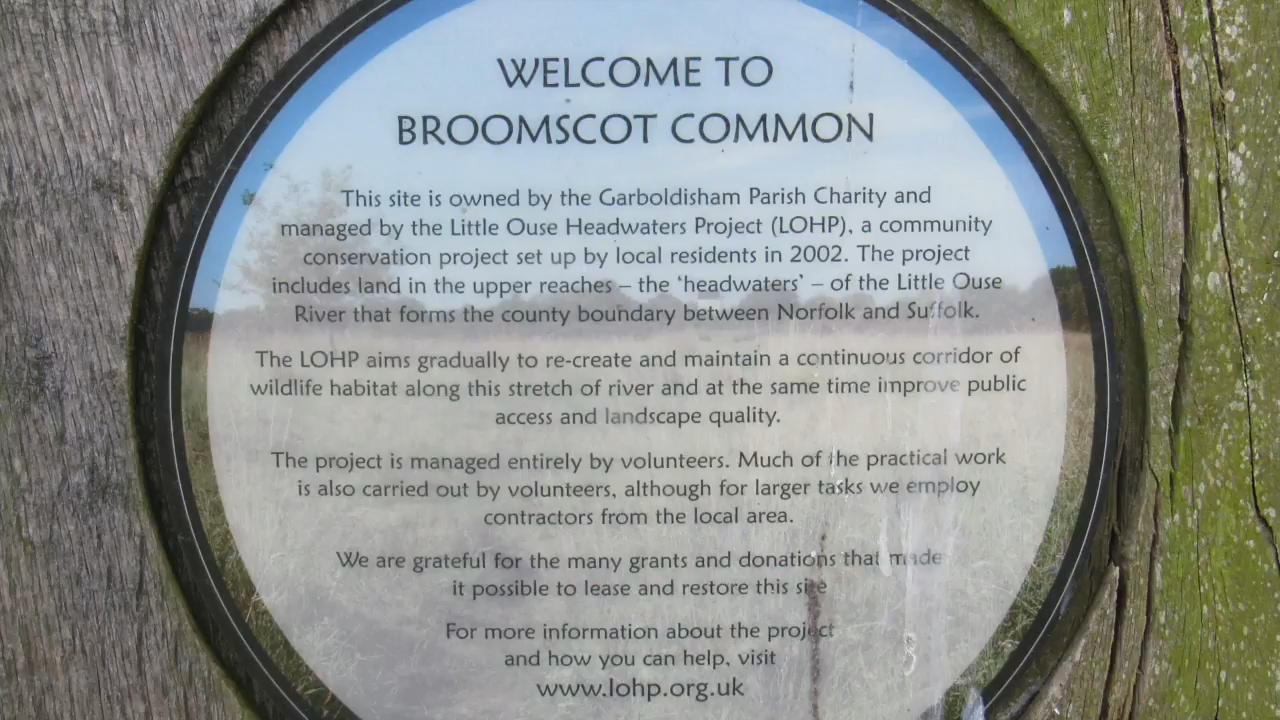 WELCOME TO
BROOMSCOT COMMON
This site is owned by the Garboldisham Parish Charity and
managed by the Little Ouse Headwaters Project (LOHP), a community
conservation project set up by local residents in 2002. The project
includes land in the upper reaches – the ‘headwaters’ – of the Little Ouse
River that forms the county boundary between Norfolk and Suffolk.
The LOHP aims gradually to re-create and maintain a continuous corridor of
wildlife habitat along this stretch of river and at the same time improve public
access and landscape quality.
The project is managed entirely by volunteers. Much of the practical work
is also carried out by volunteers, although for larger tasks we employ
contractors from the local area.
We are grateful for the many grants and donations that made
it possible to lease and restore this site
For more information about the project
and how you can help, visit
www.lohp.org.uk